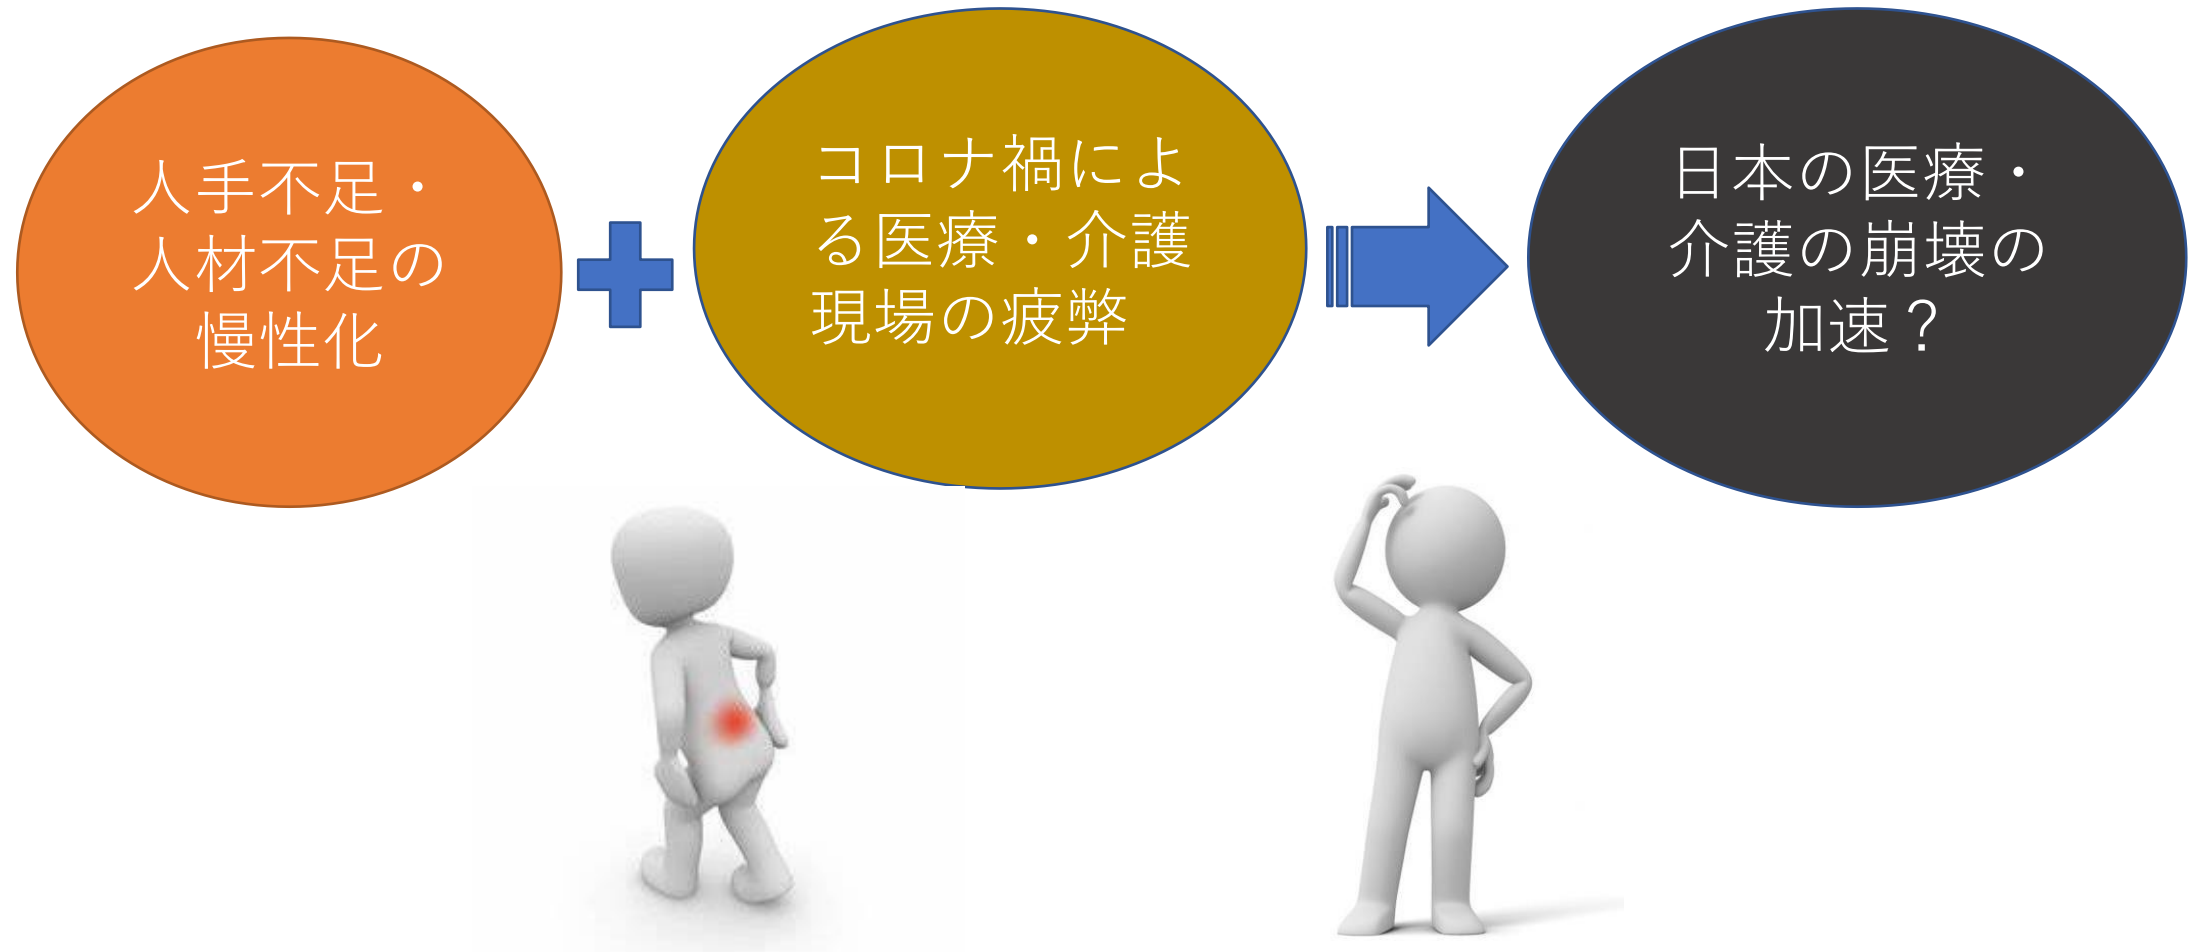 人手不足・
人材不足の
慢性化
コロナ禍によ
る医療・介護
現場の疲弊
日本の医療・
介護の崩壊の
加速？